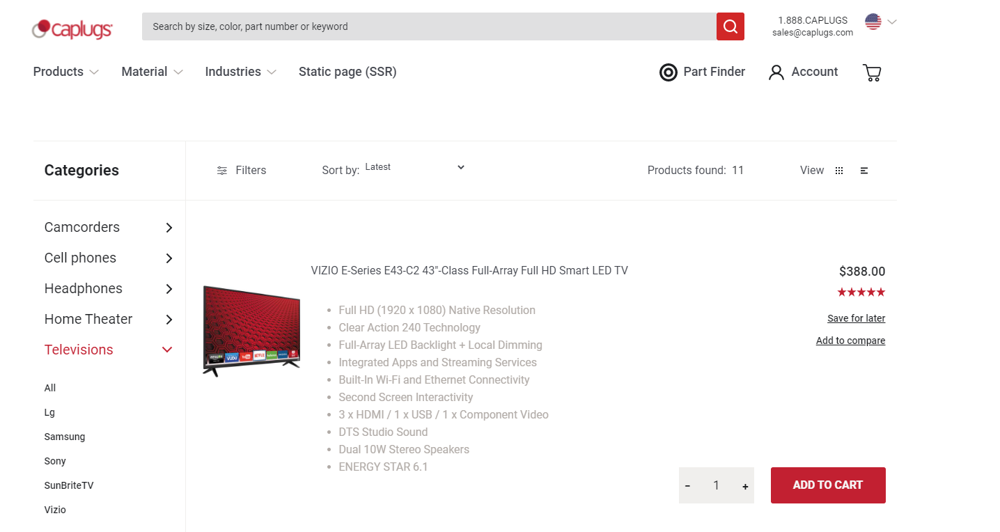 caplugs
Search by size, color, part number or keyword
1.888.CAPLUGS
sales@caplugs.com
Products
Material
Industries
Static page (SSR)
Part Finder
Account
Categories
Filters
Sort by: Latest
Products found: 11
View
Camcorders
Cell phones
Headphones
Home Theater
Televisions
All
Lg
Samsung
Sony
SunBriteTV
Vizio
VIZIO E-Series E43-C2 43"-Class Full-Array Full HD Smart LED TV
$388.00
Save for later
Add to compare
Full HD (1920 x 1080) Native Resolution
Clear Action 240 Technology
Full-Array LED Backlight + Local Dimming
Integrated Apps and Streaming Services
Built-In Wi-Fi and Ethernet Connectivity
Second Screen Interactivity
3 x HDMI / 1 x USB / 1 x Component Video
DTS Studio Sound
Dual 10W Stereo Speakers
ENERGY STAR 6.1
amazon
VUDU
NETFLIX
- 1 +
ADD TO CART